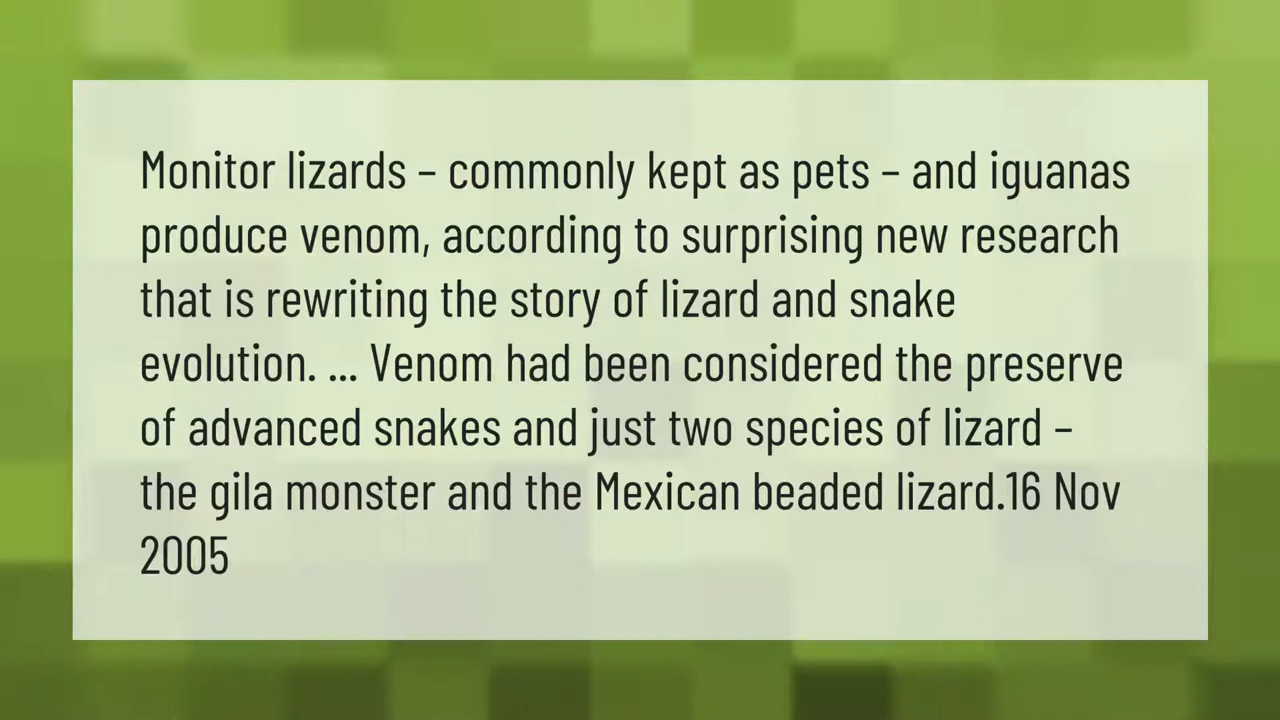 Monitor lizards – commonly kept as pets – and iguanas
produce venom, according to surprising new research
that is rewriting the story of lizard and snake
evolution. ... Venom had been considered the preserve
of advanced snakes and just two species of lizard –
the gila monster and the Mexican beaded lizard.16 Nov
2005